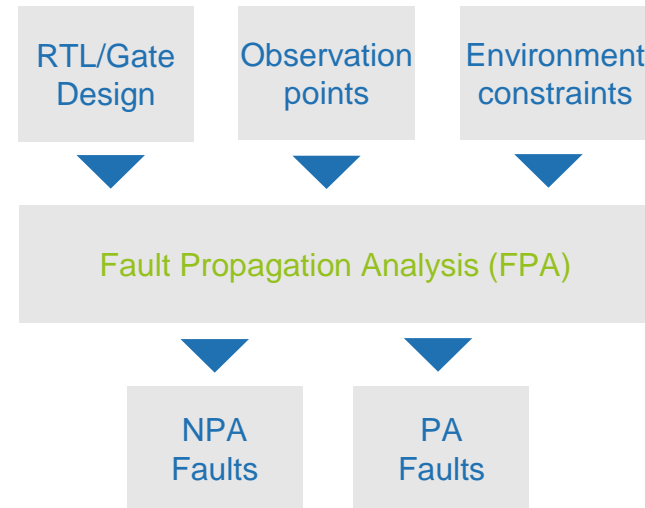 RTL/Gate
Design
Observation
points
Environment
constraints
Fault Propagation Analysis (FPA)
NPA
Faults
PA
Faults